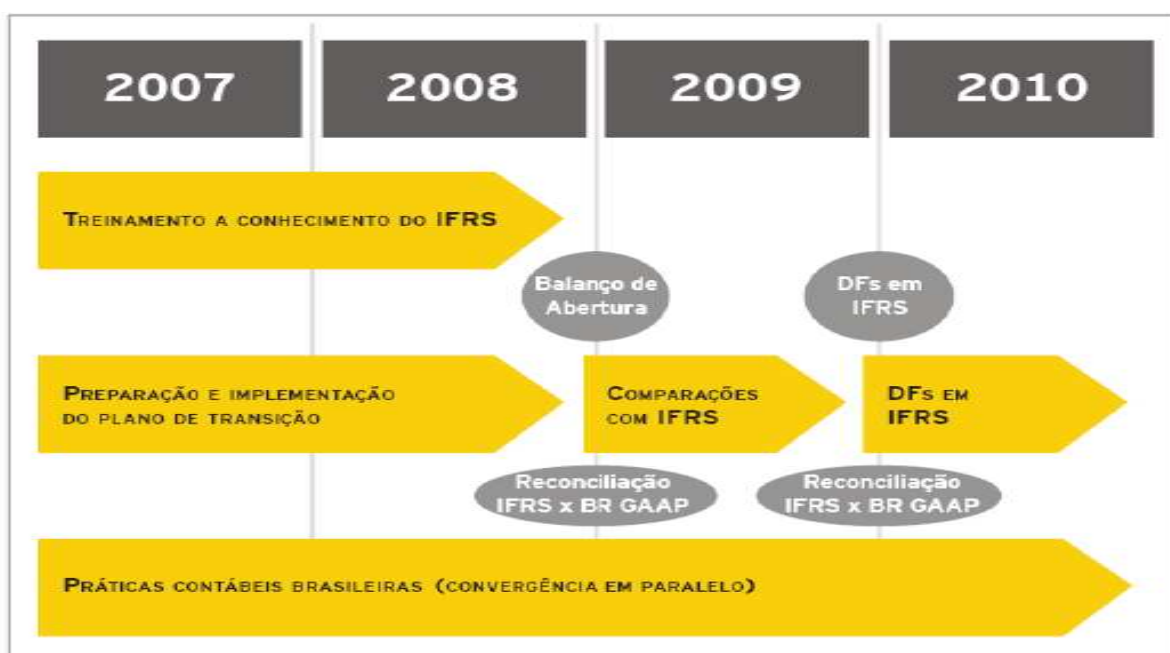 2007
2008
2009
2010
TREINAMENTO A CONHECIMENTO DO IFRS
Balanço de
Abertura
DFs em
IFRS
PREPARAÇÃO E IMPLEMENTAÇÃO
DO PLANO DE TRANSIÇÃO
COMPARAÇÕES
COM IFRS
DFS EM
IFRS
Reconciliação
IFRS x BR GAAP
Reconciliação
IFRS x BR GAAP
PRÁTICAS CONTÁBEIS BRASILEIRAS (CONVERGÊNCIA EM PARALELO)